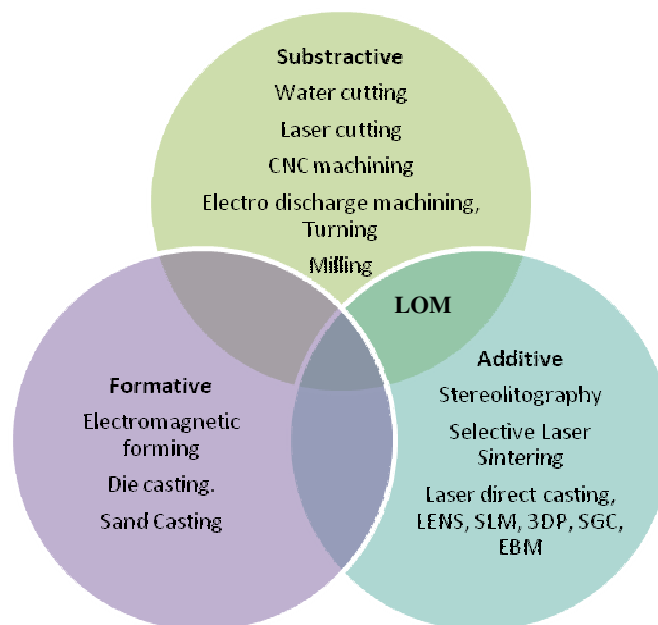 Substractive
Water cutting
Laser cutting
CNC machining
Electro discharge machining,
Turning
Milling
LOM
Formative
Electromagnetic
forming
Die casting.
Sand Casting
Additive
Stereolitography
Selective Laser
Sintering
Laser direct casting,
LENS, SLM, 3DP, SGC,
EBM